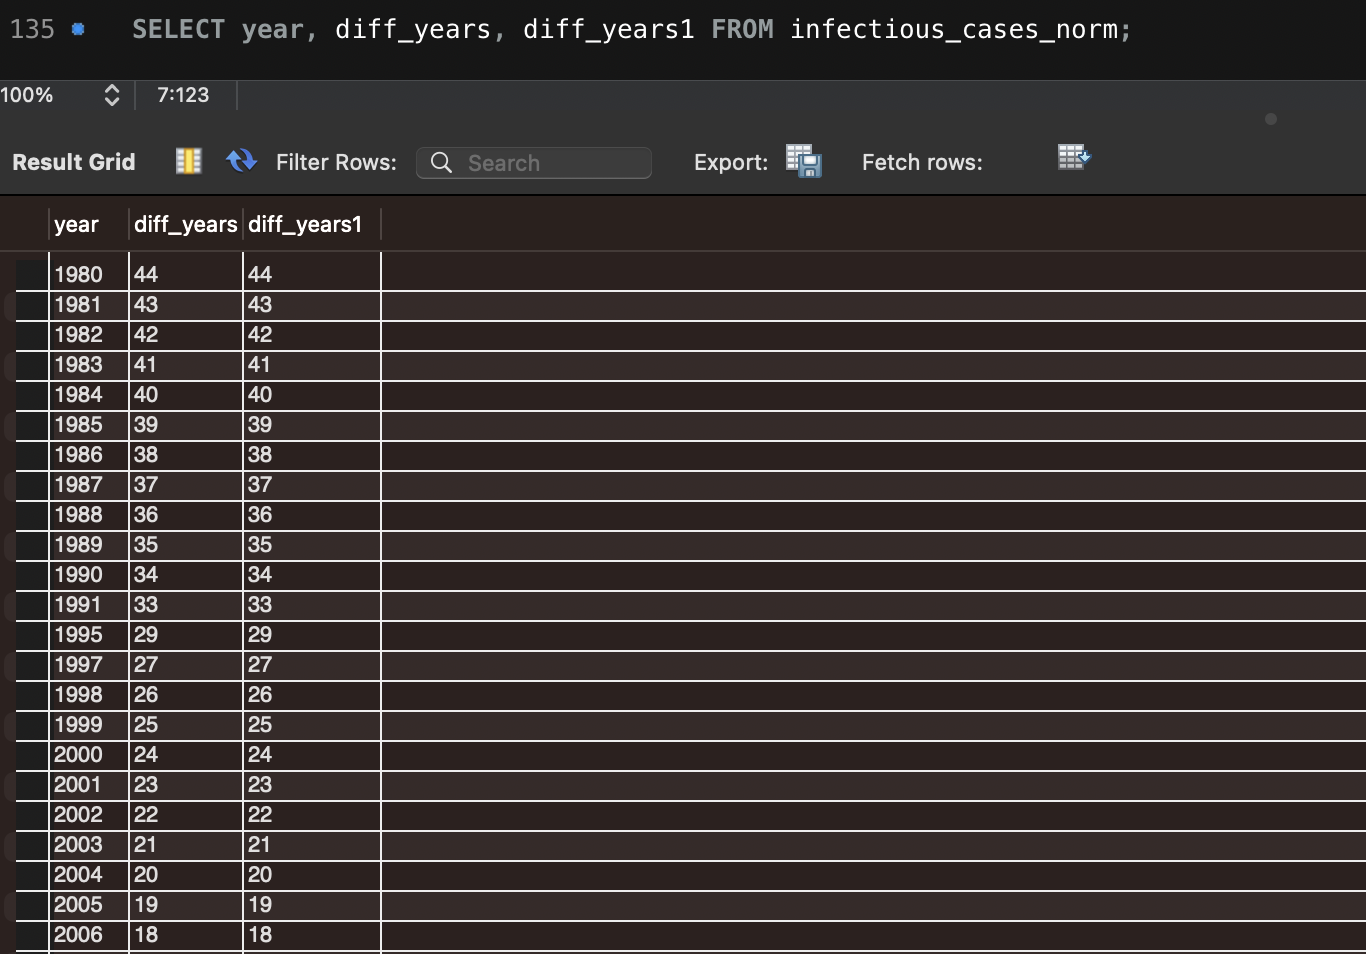 135 SELECT year, diff_years, diff_years1 FROM infectious_cases_norm;
100% 7:123
Result Grid Filter Rows: Search Export: Fetch rows:
year diff_years diff_years1
1980 44 44
1981 43 43
1982 42 42
1983 41 41
1984 40 40
1985 39 39
1986 38 38
1987 37 37
1988 36 36
1989 35 35
1990 34 34
1991 33 33
1995 29 29
1997 27 27
1998 26 26
1999 25 25
2000 24 24
2001 23 23
2002 22 22
2003 21 21
2004 20 20
2005 19 19
2006 18 18